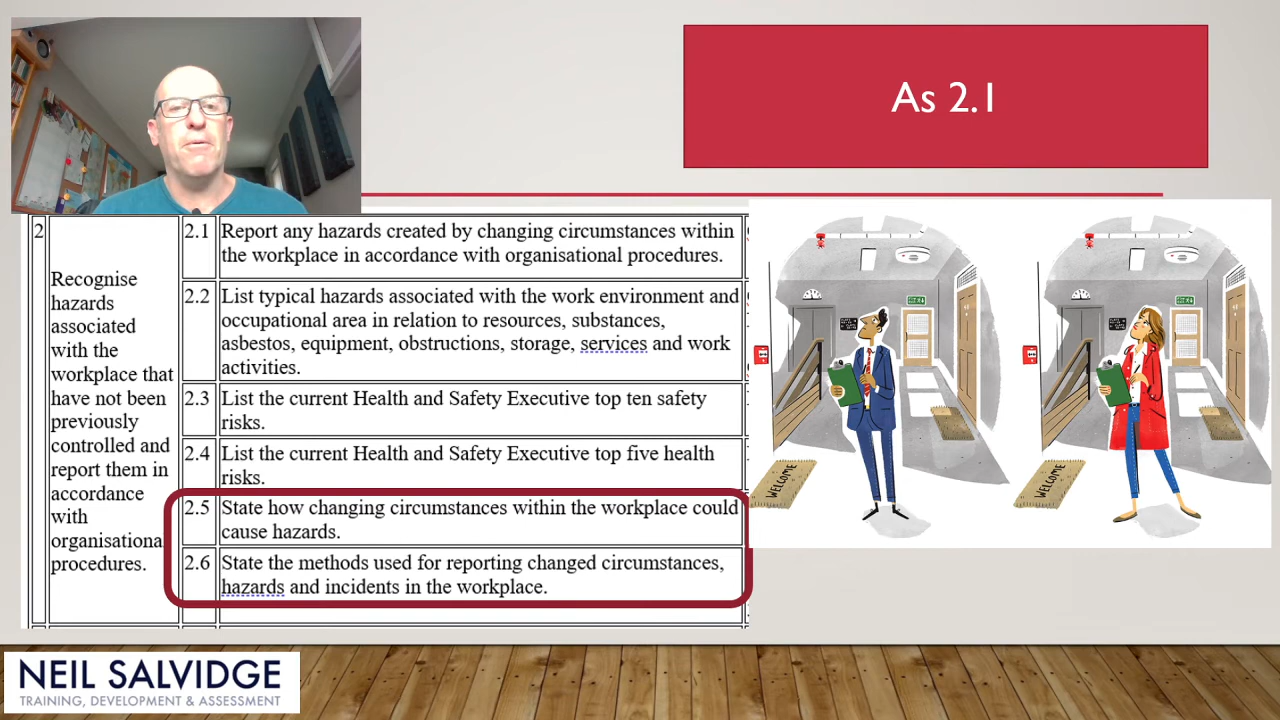 As 2.1
2
Recognise
hazards
associated
with the
workplace that
have not been
previously
controlled and
report them in
accordance
with
organisational
procedures.
2.1
Report any hazards created by changing circumstances within
the workplace in accordance with organisational procedures.
2.2
List typical hazards associated with the work environment and
occupational area in relation to resources, substances,
asbestos, equipment, obstructions, storage, services and work
activities.
2.3
List the current Health and Safety Executive top ten safety
risks.
2.4
List the current Health and Safety Executive top five health
risks.
2.5
State how changing circumstances within the workplace could
cause hazards.
2.6
State the methods used for reporting changed circumstances,
hazards and incidents in the workplace.
WELCOME
WELCOME
NEIL SALVIDGE
TRAINING, DEVELOPMENT & ASSESSMENT